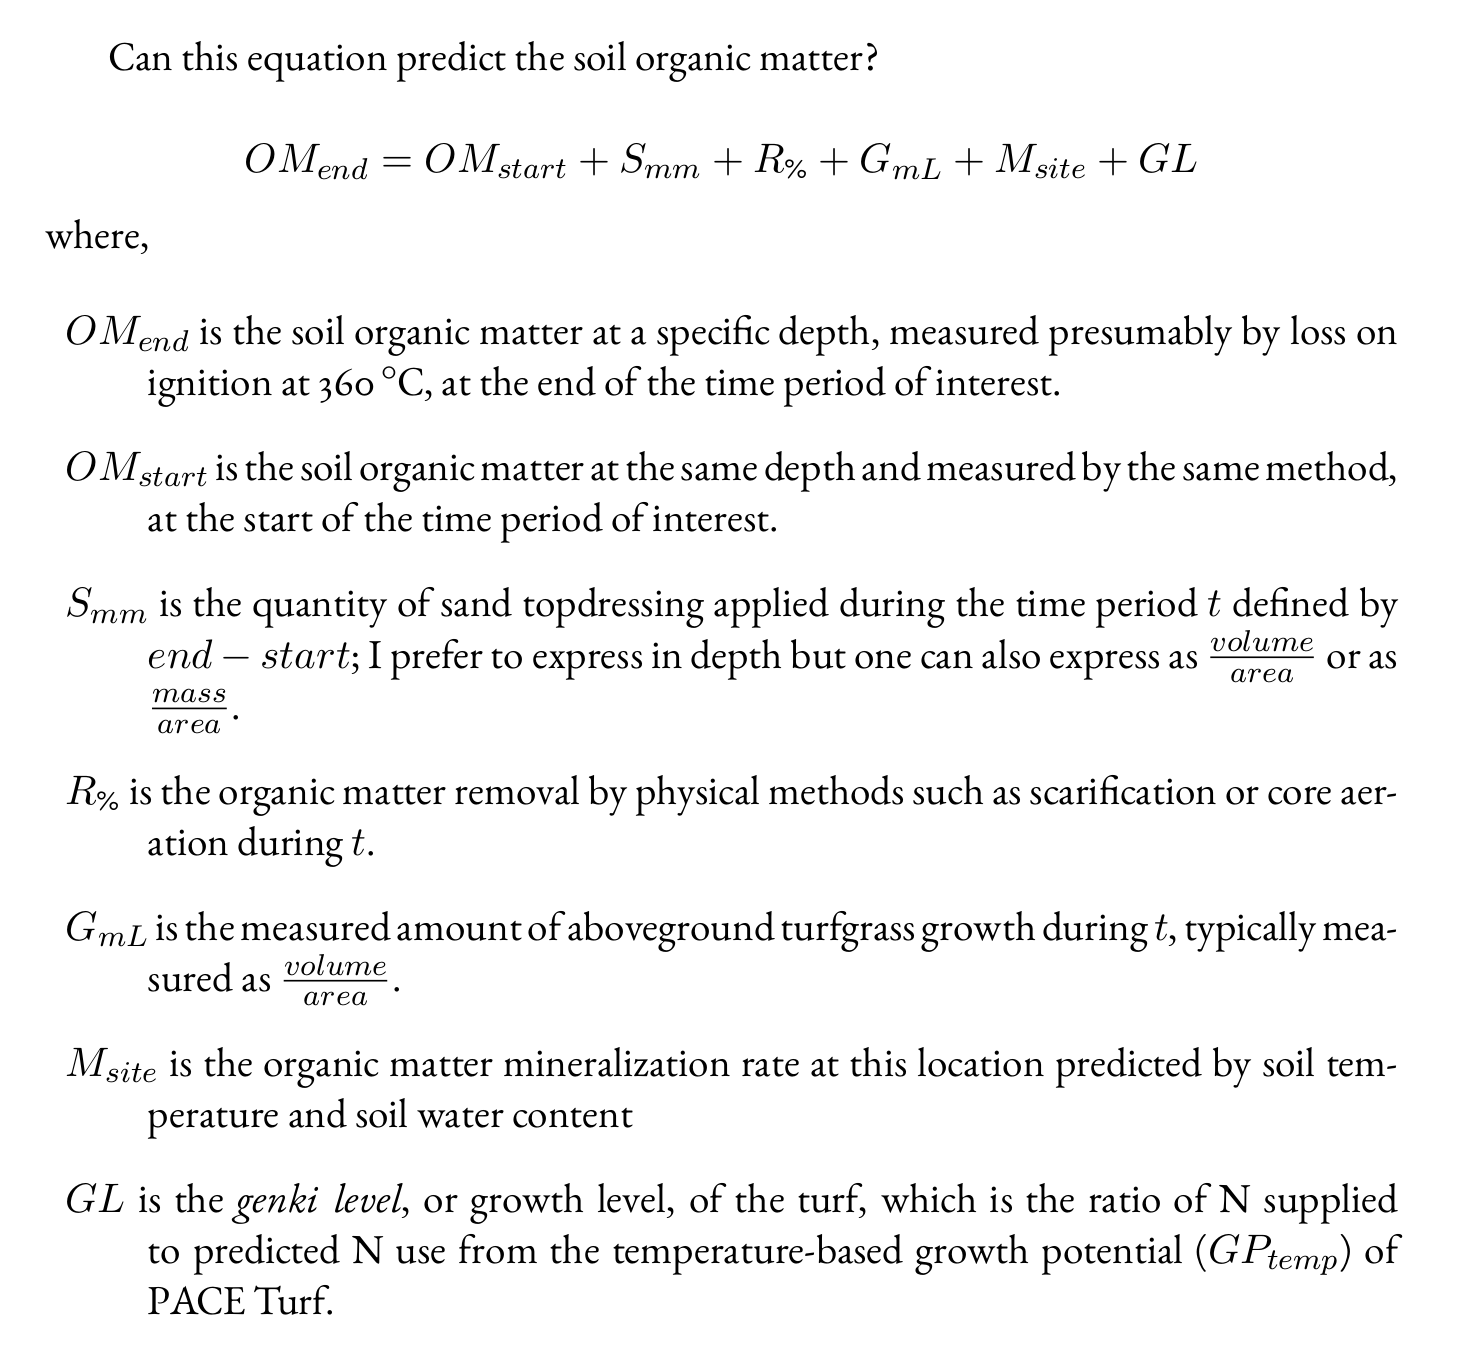 Can this equation predict the soil organic matter?
OM_{end} = OM_{start} + S_{mm} + R_{%} + G_{mL} + M_{site} + GL
where,
OM_{end} is the soil organic matter at a specific depth, measured presumably by loss on
ignition at 360 °C, at the end of the time period of interest.
OM_{start} is the soil organic matter at the same depth and measured by the same method,
at the start of the time period of interest.
S_{mm} is the quantity of sand topdressing applied during the time period t defined by
end − start; I prefer to express in depth but one can also express as \frac{volume}{area} or as
\frac{mass}{area}.
R_{%} is the organic matter removal by physical methods such as scarification or core aer-
ation during t.
G_{mL} is the measured amount of aboveground turfgrass growth during t, typically mea-
sured as \frac{volume}{area}.
M_{site} is the organic matter mineralization rate at this location predicted by soil tem-
perature and soil water content
GL is the genki level, or growth level, of the turf, which is the ratio of N supplied
to predicted N use from the temperature-based growth potential (GP_{temp}) of
PACE Turf.